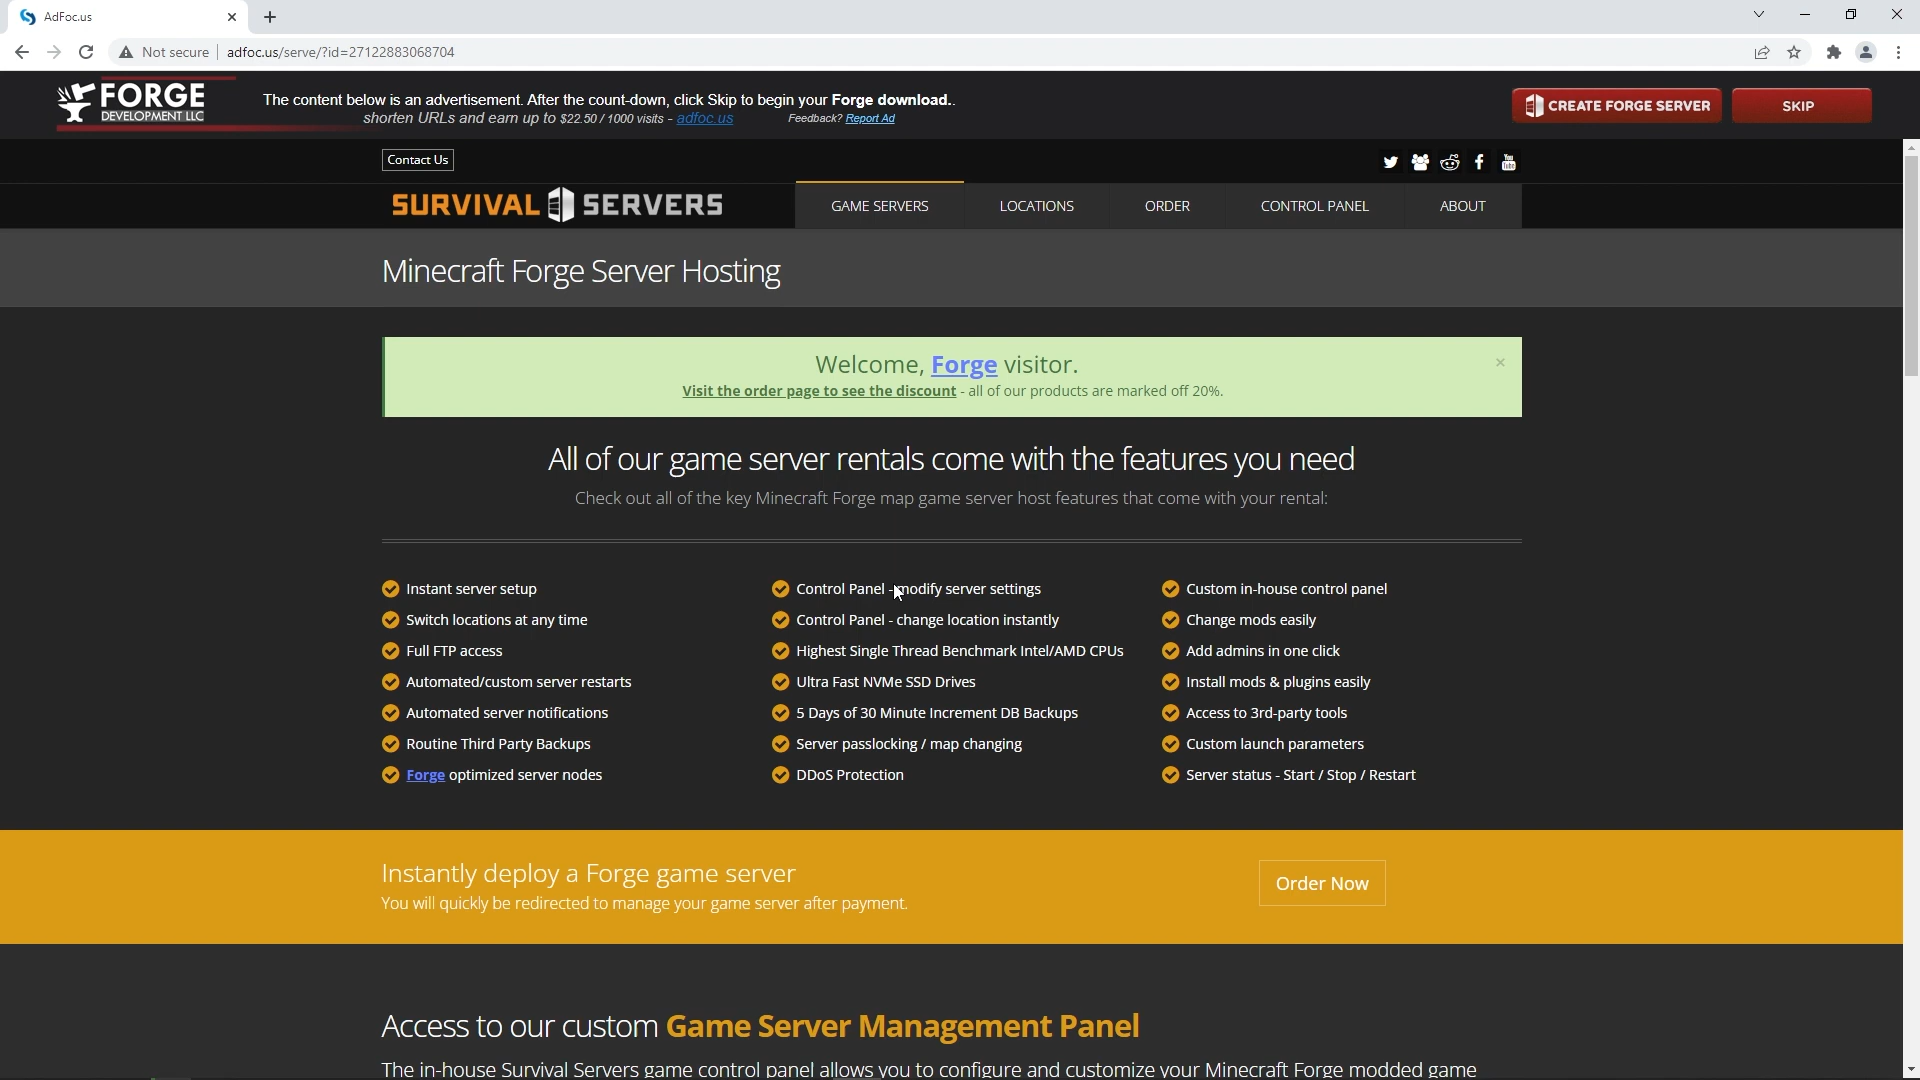 AdFoc.us
Not secure
adfoc.us/serve/?id=27122883068704
FORGE
DEVELOPMENT LLC
The content below is an advertisement. After the count-down, click Skip to begin your Forge download..
shorten URLs and earn up to $22.50 / 1000 visits - adfoc.us
Feedback? Report Ad
CREATE FORGE SERVER
SKIP
Contact Us
SURVIVAL SERVERS
GAME SERVERS
LOCATIONS
ORDER
CONTROL PANEL
ABOUT
Minecraft Forge Server Hosting
Welcome, Forge visitor.
Visit the order page to see the discount - all of our products are marked off 20%.
All of our game server rentals come with the features you need
Check out all of the key Minecraft Forge map game server host features that come with your rental:
Instant server setup
Switch locations at any time
Full FTP access
Automated/custom server restarts
Automated server notifications
Routine Third Party Backups
Forge optimized server nodes
Control Panel - modify server settings
Control Panel - change location instantly
Highest Single Thread Benchmark Intel/AMD CPUs
Ultra Fast NVMe SSD Drives
5 Days of 30 Minute Increment DB Backups
Server passlocking / map changing
DDoS Protection
Custom in-house control panel
Change mods easily
Add admins in one click
Install mods & plugins easily
Access to 3rd-party tools
Custom launch parameters
Server status - Start / Stop / Restart
Instantly deploy a Forge game server
You will quickly be redirected to manage your game server after payment.
Order Now
Access to our custom Game Server Management Panel
The in-house Survival Servers game control panel allows you to configure and customize your Minecraft Forge modded game